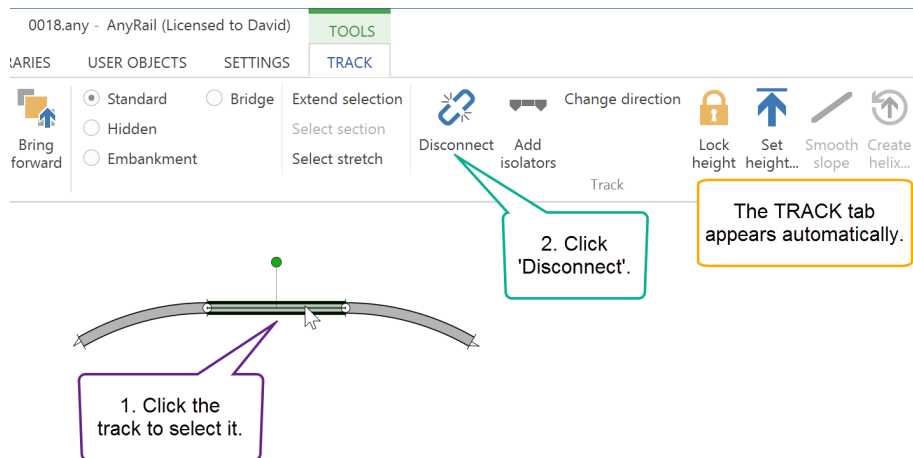 0018.any - AnyRail (Licensed to David)
TOOLS
RARIES USER OBJECTS SETTINGS TRACK
Standard Bridge Extend selection Change direction
Hidden Select section
Bring forward
Embankment Select stretch
Disconnect
Add
isolators
Lock
height
Set
height...
Smooth
slope
Create
helix...
Track
The TRACK tab
appears automatically.
2. Click
'Disconnect'.
1. Click the
track to select it.